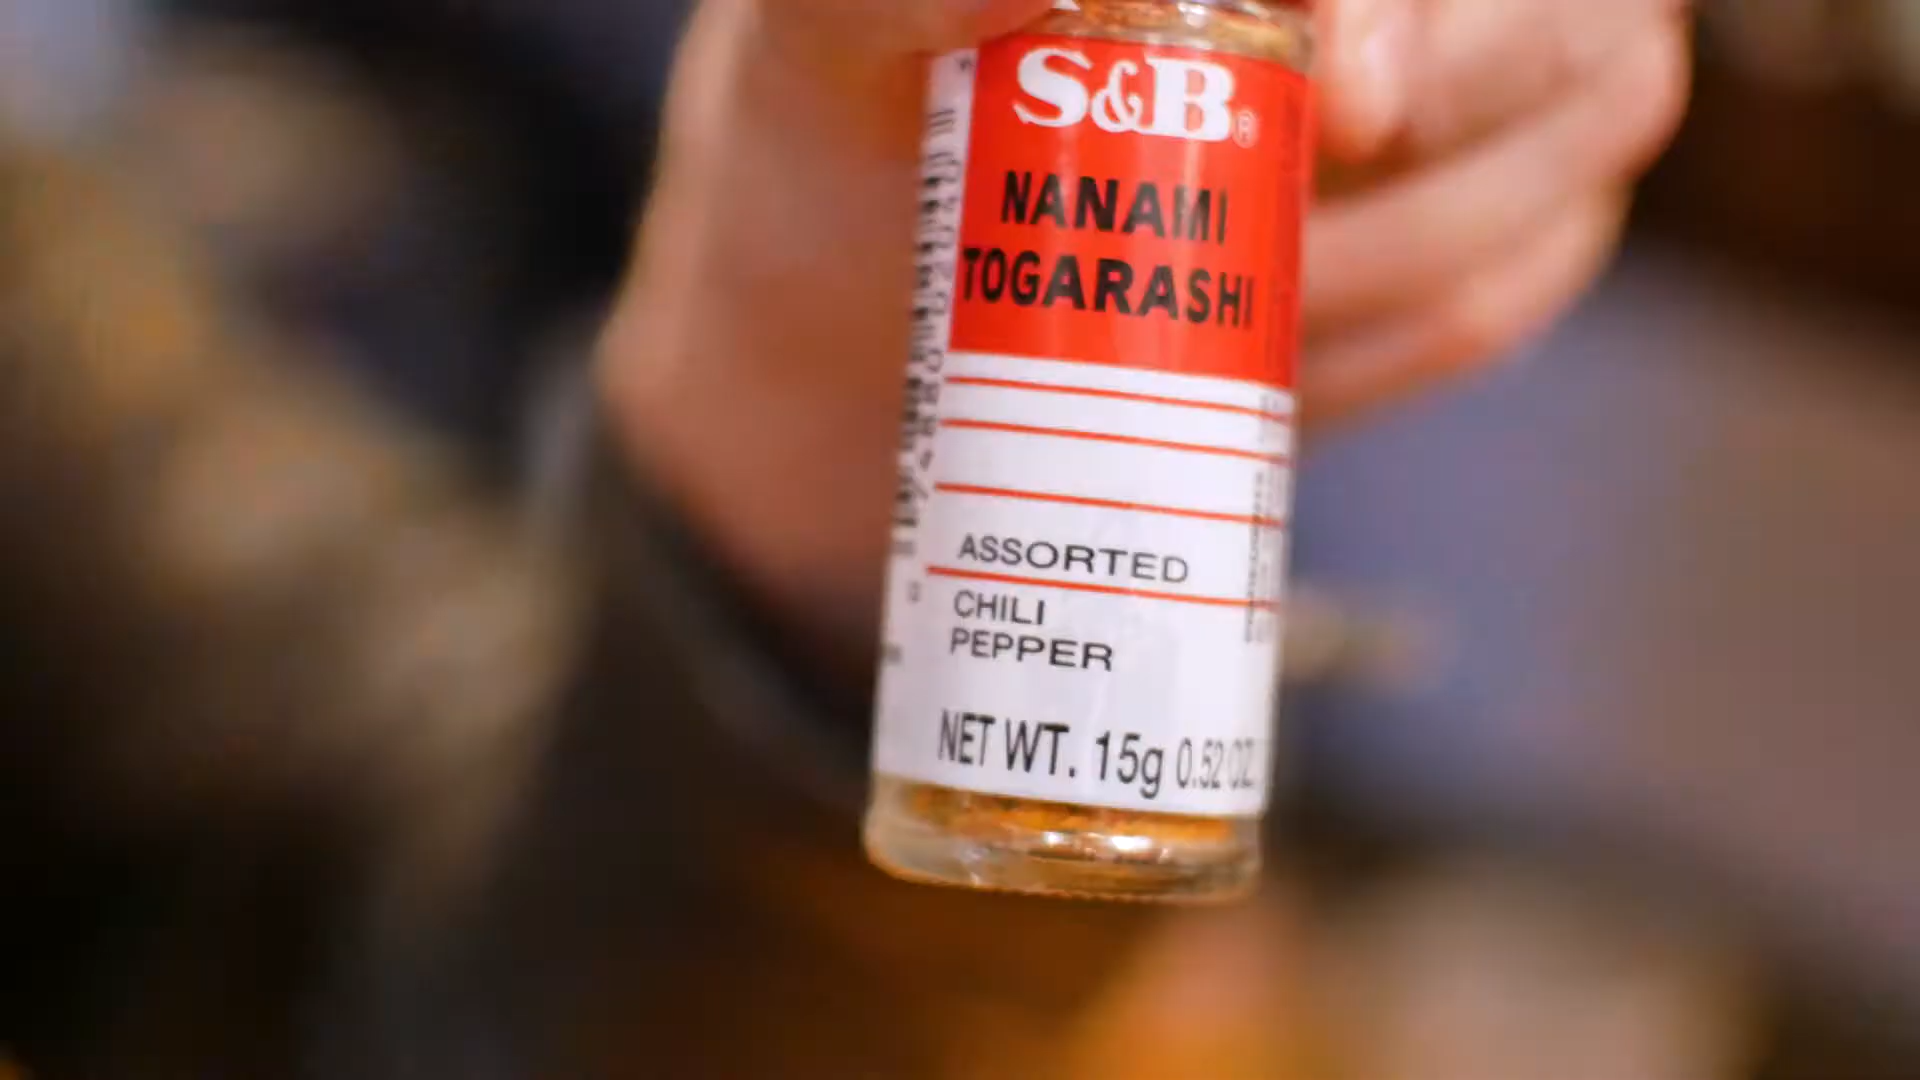 S&B®
NANAMI
TOGARASHI
ASSORTED
CHILI
PEPPER
NET WT. 15g 0.52 OZ.